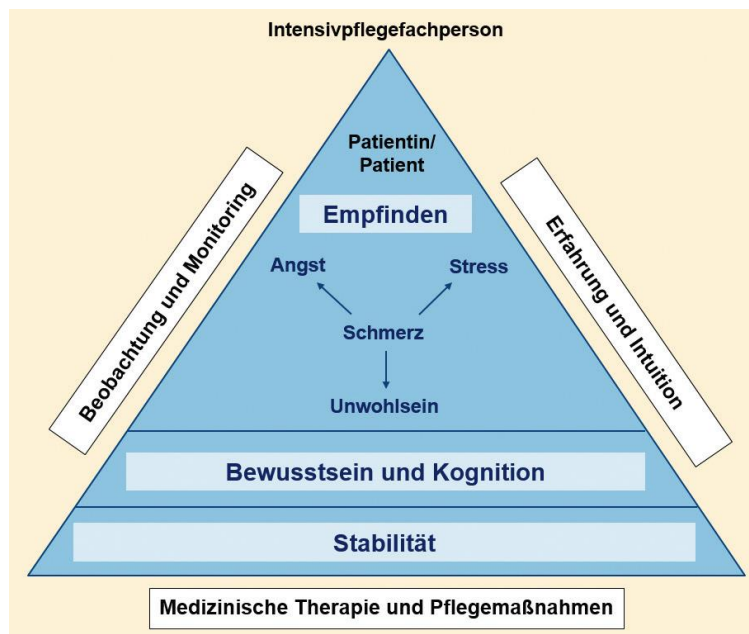 Intensivpflegefachperson
Patientin/
Patient
Empfinden
Angst
Stress
Schmerz
Unwohlsein
Beobachtung und Monitoring
Erfahrung und Intuition
Bewusstsein und Kognition
Stabilität
Medizinische Therapie und Pflegemaßnahmen